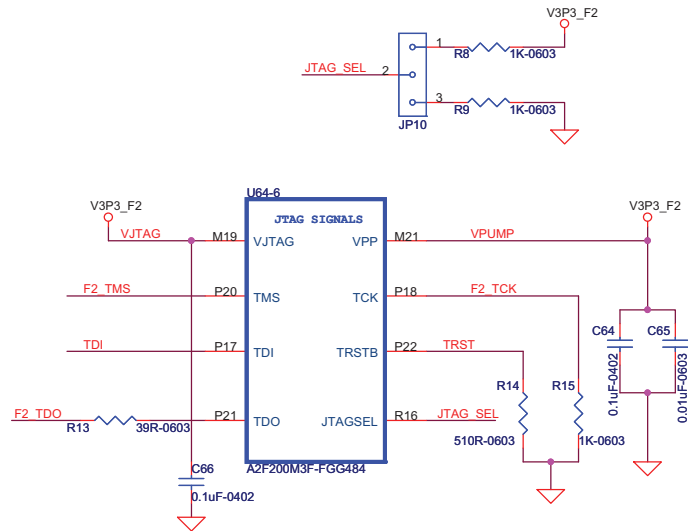 V3P3_F2
1
R8
1K-0603
JTAG_SEL
2
3
R9
1K-0603
JP10
U64-6
V3P3_F2
JTAG SIGNALS
V3P3_F2
VJTAG
M19
VJTAG
VPP
M21
VPUMP
F2_TMS
P20
TMS
TCK
P18
F2_TCK
TDI
P17
TDI
TRSTB
P22
TRST
C64
C65
0.1uF-0402
0.01uF-0603
R14
R15
F2_TDO
P21
TDO
JTAGSEL
R16
JTAG_SEL
R13
39R-0603
510R-0603
1K-0603
A2F200M3F-FGG484
C66
0.1uF-0402